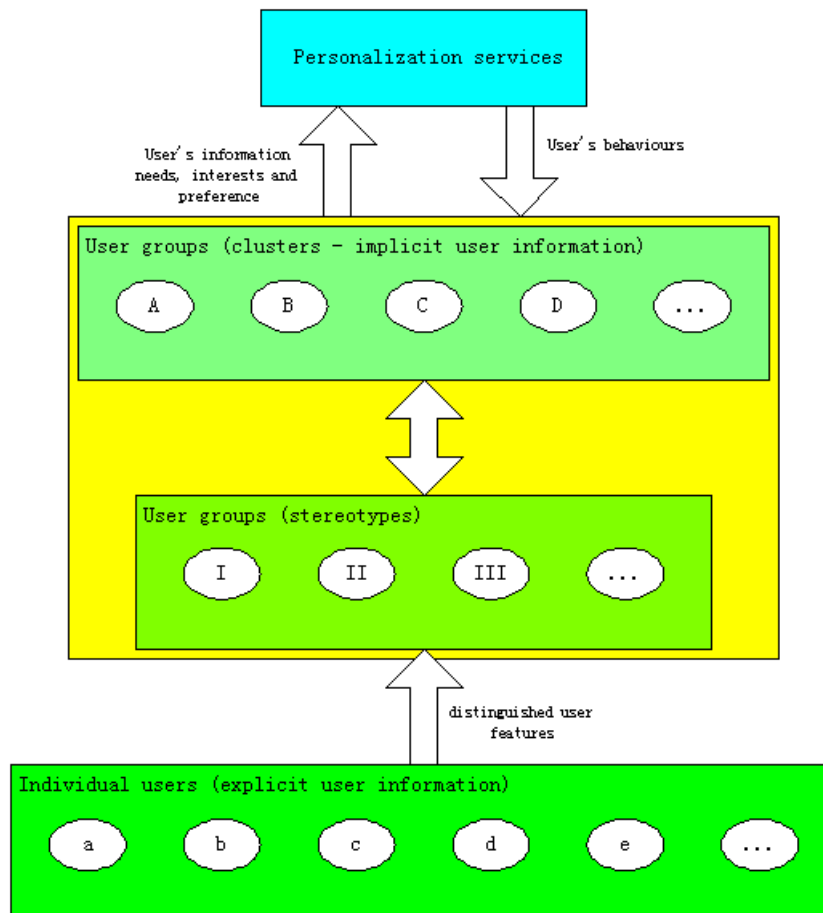 Personalization services
User's information
needs, interests and
preference
User's behaviours
User groups (clusters - implicit user information)
A B C D ...
User groups (stereotypes)
I II III ...
distinguished user
features
Individual users (explicit user information)
a b c d e ...